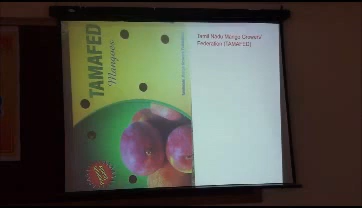 TAMAFED
Mangoes
Tamil Nadu Mango Growers'
Federation (TAMAFED)